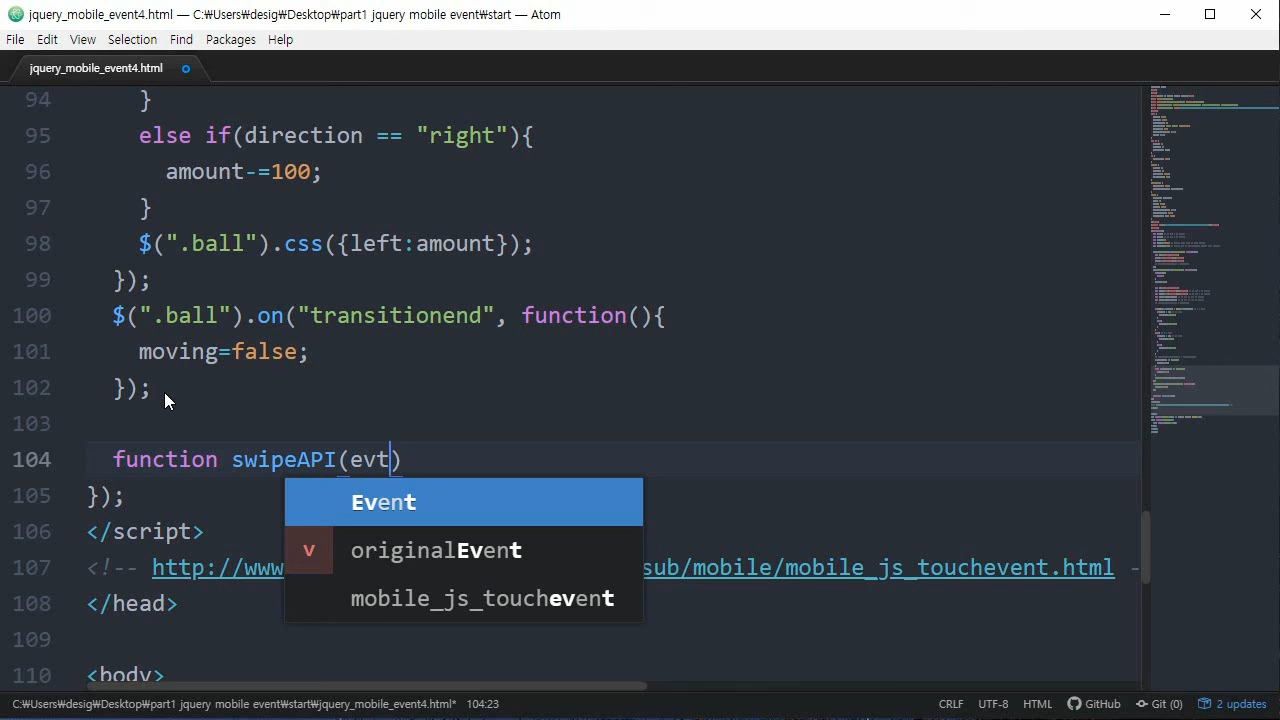 jquery_mobile_event4.html — C:₩Users₩desig₩Desktop₩part1 jquery mobile event₩start — Atom
File Edit View Selection Find Packages Help
jquery_mobile_event4.html
94 }
95 else if(direction == "right"){
96 amount-=100;
97 }
98 $(".ball").css({left:amount});
99 });
100 $(".ball").on("transitioned", function(){
101 moving=false;
102 });
103
104 function swipeAPI(evt)
105 });
Event
106 </script>
v originalEvent
107 <!-- http://www sub/mobile/mobile_js_touchevent.html -
mobile_js_touchevent
108 </head>
109
110 <body>
C:₩Users₩desig₩Desktop₩part1 jquery mobile event₩start₩jquery_mobile_event4.html* 104:23 CRLF UTF-8 HTML GitHub Git (0) 2 updates